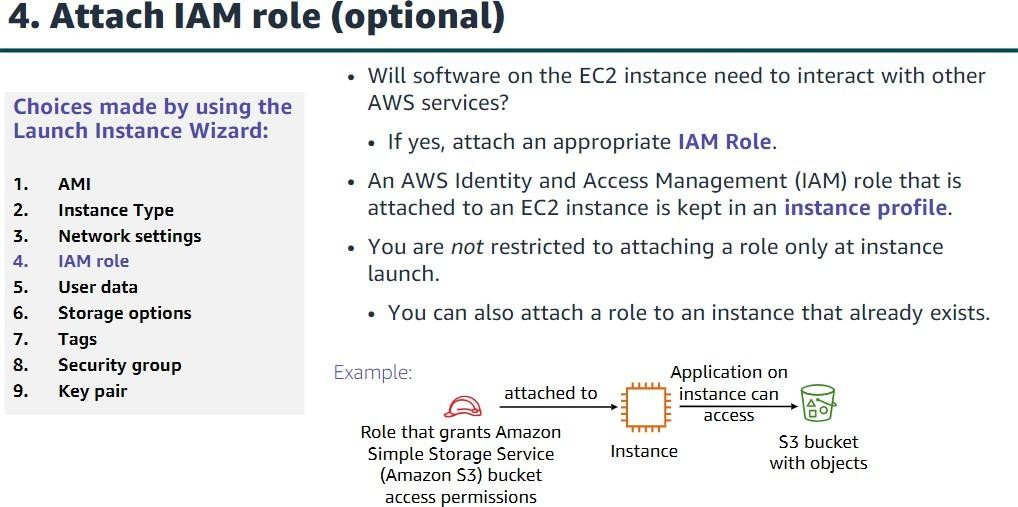 4. Attach IAM role (optional)
Choices made by using the
Launch Instance Wizard:
1. AMI
2. Instance Type
3. Network settings
4. IAM role
5. User data
6. Storage options
7. Tags
8. Security group
9. Key pair
• Will software on the EC2 instance need to interact with other
AWS services?
• If yes, attach an appropriate IAM Role.
• An AWS Identity and Access Management (IAM) role that is
attached to an EC2 instance is kept in an instance profile.
• You are not restricted to attaching a role only at instance
launch.
• You can also attach a role to an instance that already exists.
Example:
attached to
Application on
instance can
access
Role that grants Amazon
Simple Storage Service
(Amazon S3) bucket
access permissions
Instance
S3 bucket
with objects